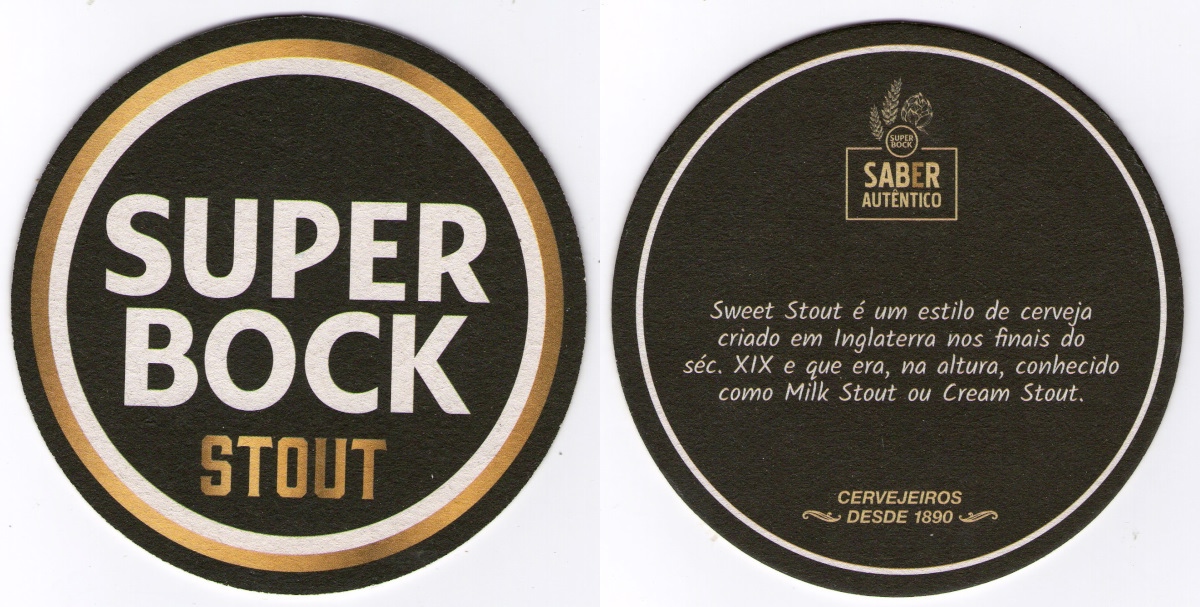 SUPER
BOCK
STOUT
SUPER
BOCK
SABER
AUTÊNTICO
Sweet Stout é um estilo de cerveja
criado em Inglaterra nos finais do
séc. XIX e que era, na altura, conhecido
como Milk Stout ou Cream Stout.
CERVEJEIROS
DESDE 1890